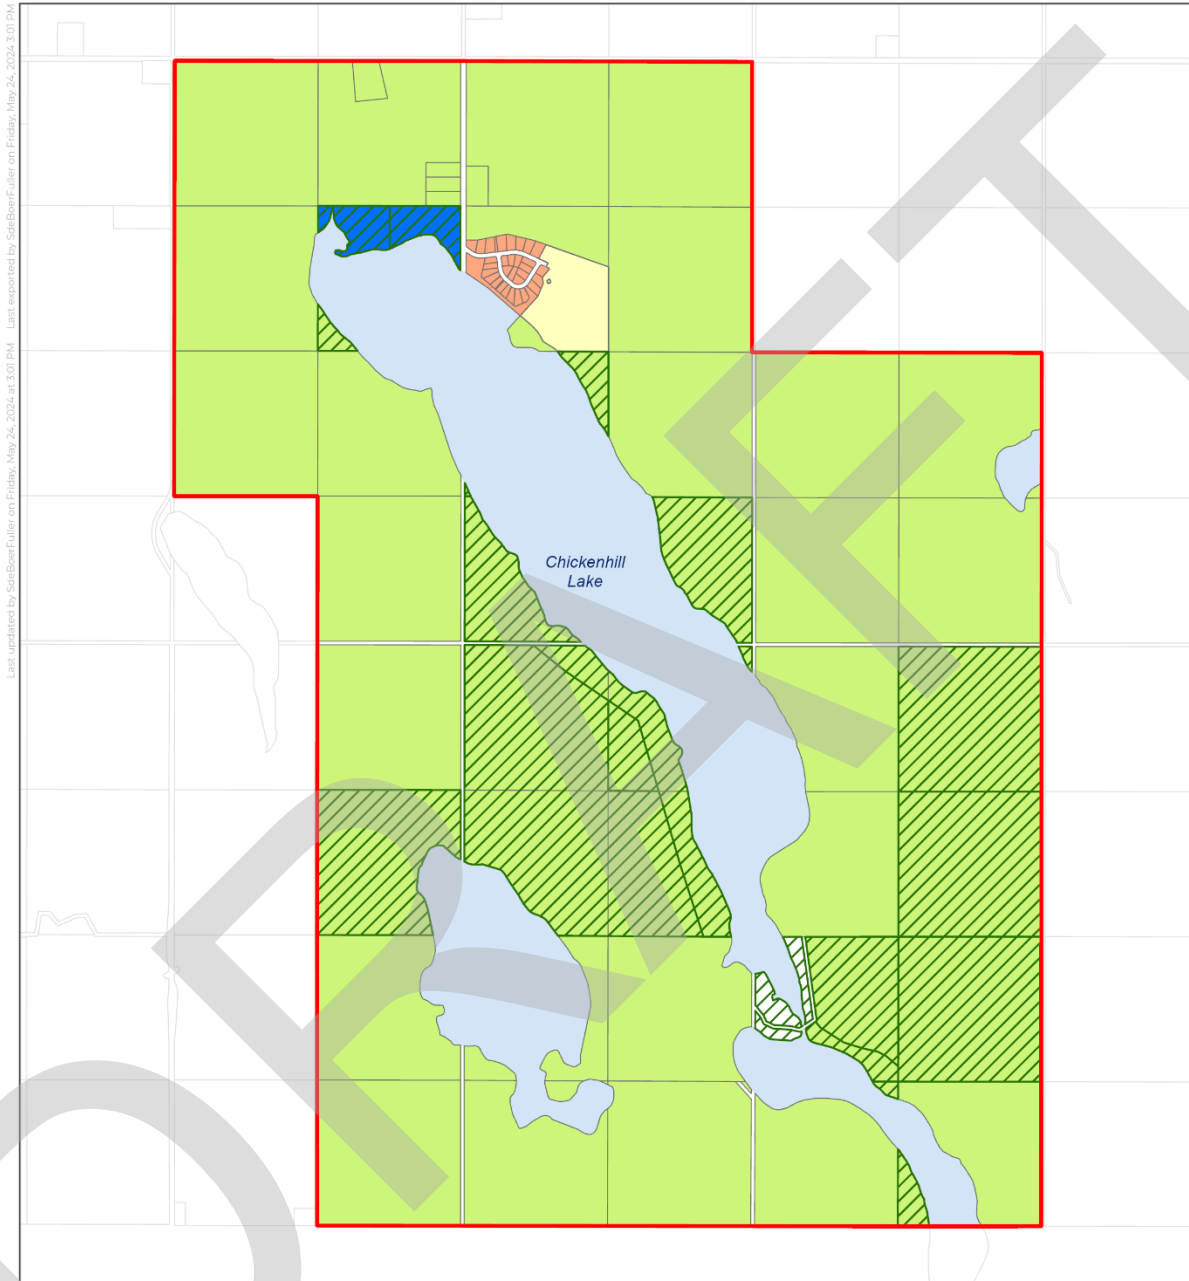 Last updated by SdeBoerFuller on Friday, May 24, 2024 at 3:01 PM Last exported by SdeBoerFuller on Friday, May 24, 2024 3:01 PM
Chickenhill
Lake
DRAFT